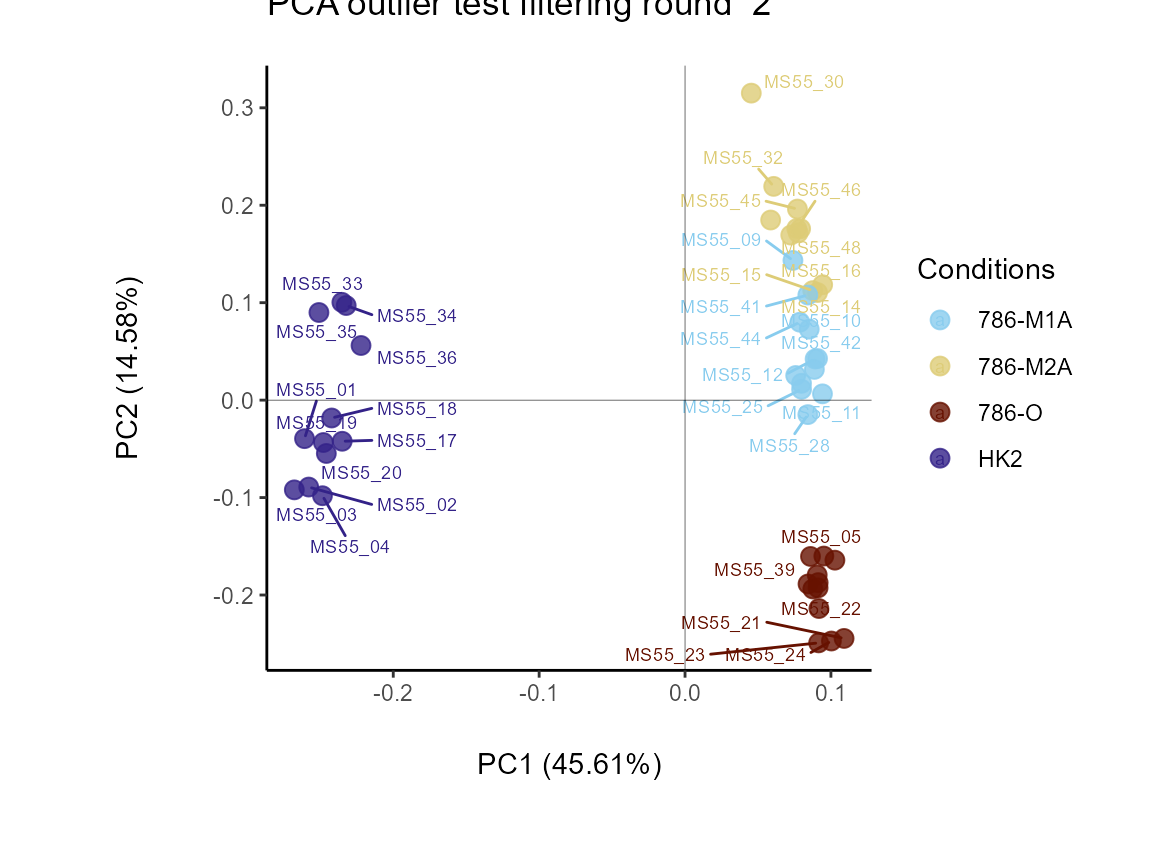 PCA outlier test filtering round 2
MS55_30
0.3
MS55_32
MS55_46
MS55_45
0.2
MS55_09
MS55_48
MS55_15
MS55_16
Conditions
MS55_33
0.1
MS55_34
MS55_41
MS55_14
786-M1A
MS55_10
MS55_35
MS55_44
MS55_42
MS55_36
786-M2A
MS55_12
MS55_01
0.0
MS55_18
MS55_25
MS55_11
786-O
MS55_19
MS55_17
MS55_28
HK2
MS55_20
-0.1
MS55_02
MS55_03
MS55_05
MS55_04
MS55_39
-0.2
MS55_22
MS55_21
MS55_23
MS55_24
-0.2
-0.1
0.0
0.1
PC1 (45.61%)
PC2 (14.58%)
a
a
a
a